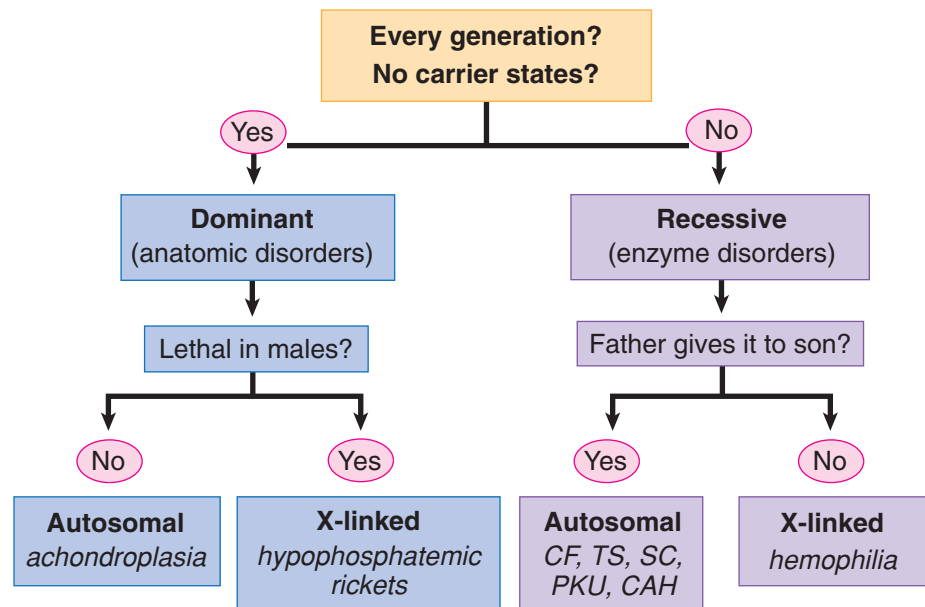 Every generation?
No carrier states?
Yes
No
Dominant
(anatomic disorders)
Recessive
(enzyme disorders)
Lethal in males?
Father gives it to son?
No
Yes
Yes
No
Autosomal
achondroplasia
X-linked
hypophosphatemic
rickets
Autosomal
CF, TS, SC,
PKU, CAH
X-linked
hemophilia